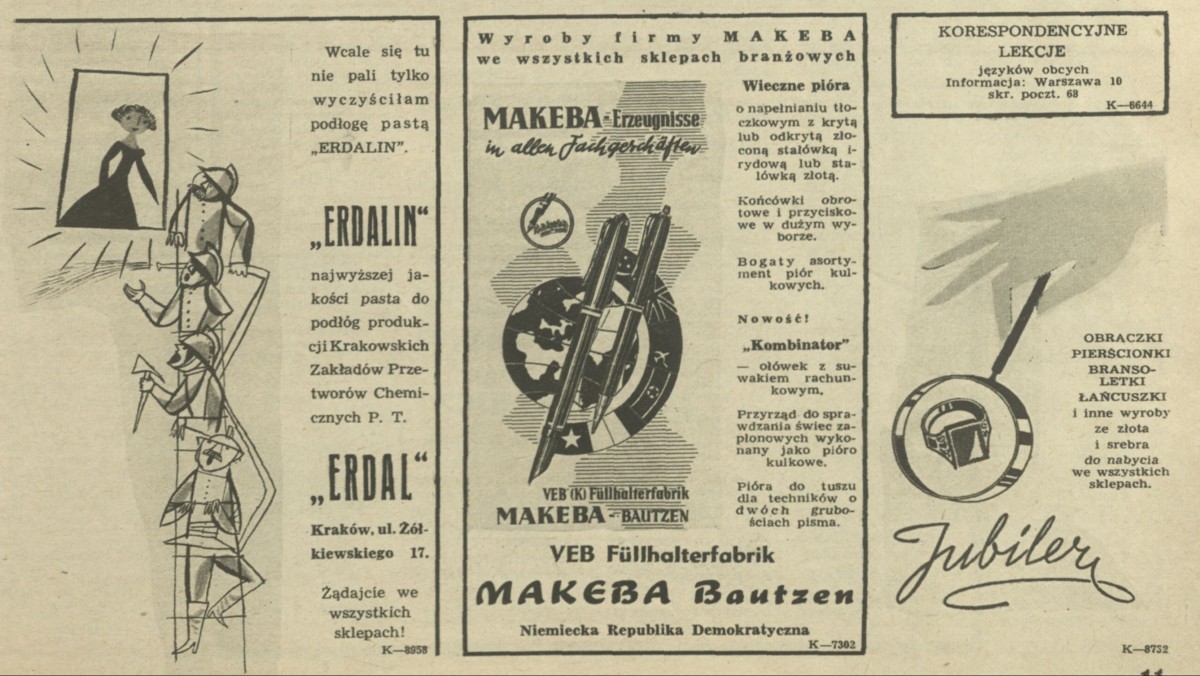 Wcale się tu
nie pali tylko
wyczyściłam
podłogę pastą
„ERDALIN".
„ERDALIN"
najwyższej ja-
kości pasta do
podłóg produk-
cji Krakowskich
Zakładów Prze-
tworów Chemi-
cznych P. T.
„ERDAL"
Kraków, ul. Żół-
kiewskiego 17.
Żądajcie we
wszystkich
sklepach!
K—8958
Wyroby firmy MAKEBA
we wszystkich sklepach branżowych
MAKEBA-Erzeugnisse
in allen Fachgeschäften
VEB (K) Füllhalterfabrik
MAKEBA-BAUTZEN
Wieczne pióra
o napełnianiu tło-
czkowym z krytą
lub odkrytą zło-
coną stalówką i-
rydową lub sta-
lówką złotą.
Końcówki obro-
towe i przycisko-
we w dużym wy-
borze.
Bogaty asorty-
ment piór kul-
kowych.
Nowość!
„Kombinator"
— ołówek z su-
wakiem rachun-
kowym.
Przyrząd do spra-
wdzania świec za-
płonowych wyko-
nany jako pióro
kulkowe.
Pióra do tuszu
dla techników o
dwóch grubo-
ściach pisma.
VEB Füllhalterfabrik
MAKEBA Bautzen
Niemiecka Republika Demokratyczna
K—7302
KORESPONDENCYJNE
LEKCJE
języków obcych
Informacja: Warszawa 10
skr. poczt. 68
K—8644
OBRACZKI
PIERŚCIONKI
BRANSO-
LETKI
ŁAŃCUSZKI
i inne wyroby
ze złota
i srebra
do nabycia
we wszystkich
sklepach.
Jubiler
K—8732
11